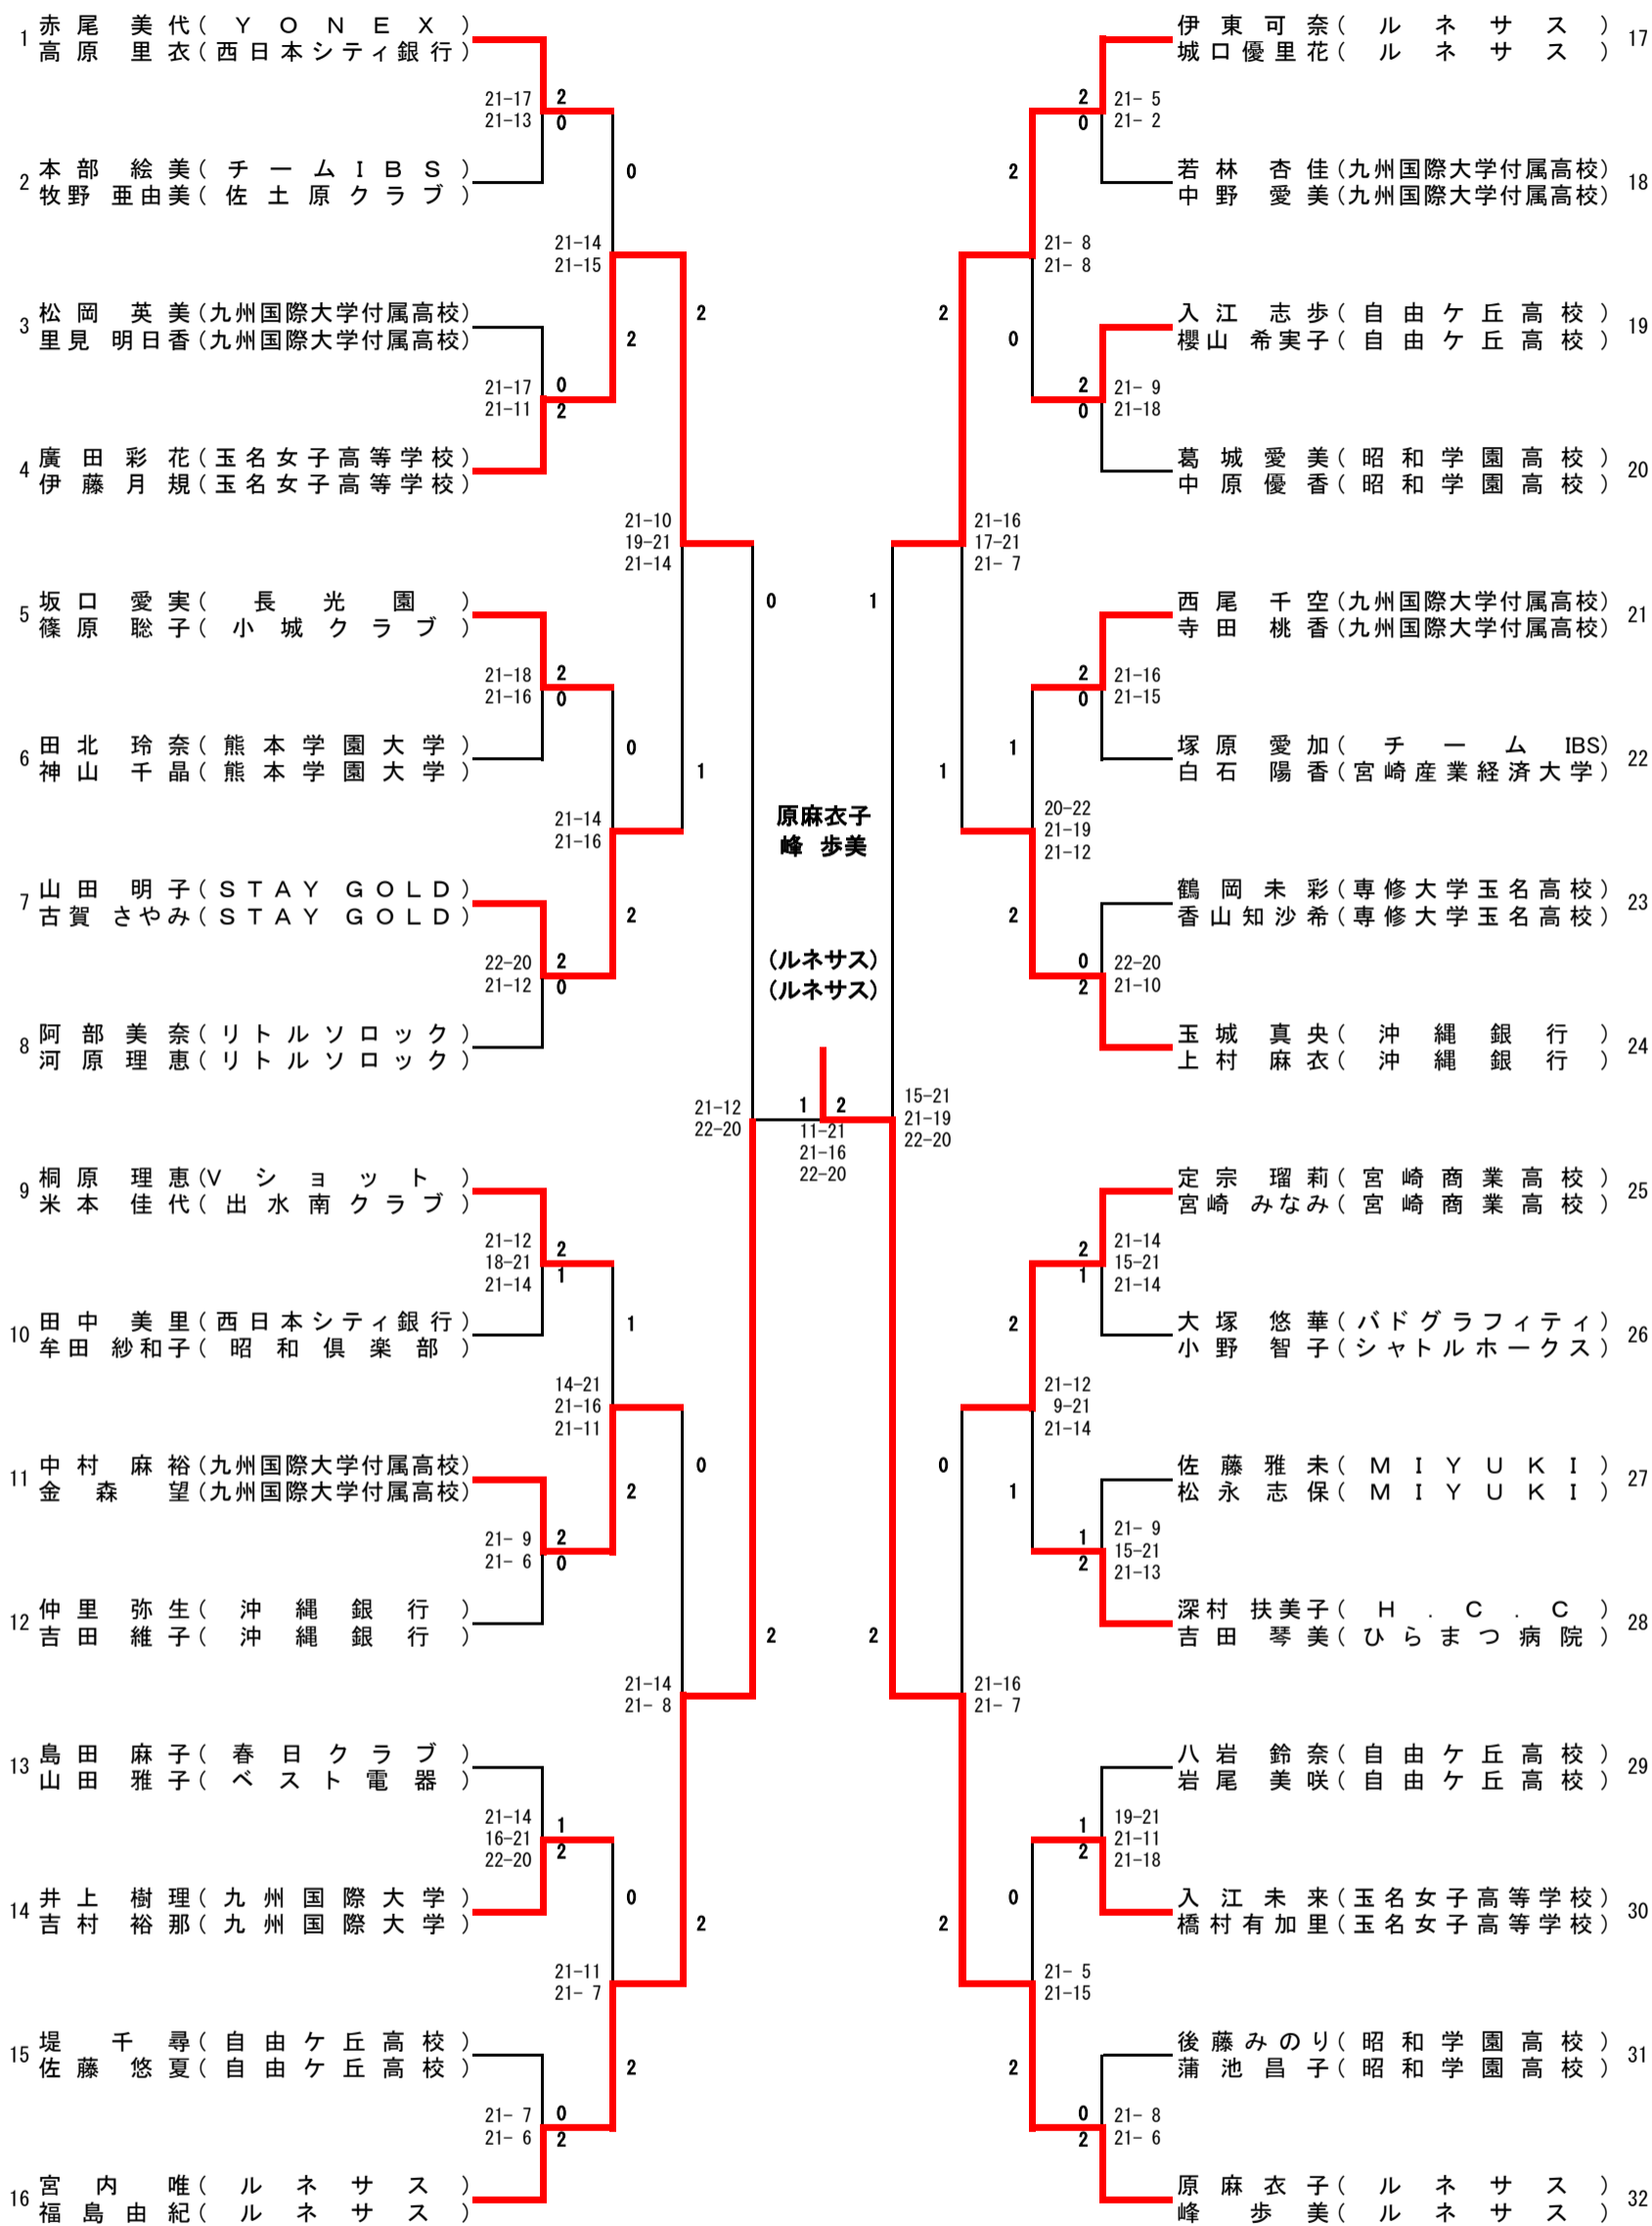 1 赤尾 美代(YONEX)
高原 里衣(西日本シティ銀行)
21-17 2
21-13 0
2 本部 絵美(チームIBS)
牧野 亜由美(佐土原クラブ)
0
21-14
21-15
3 松岡 英美(九州国際大学付属高校)
里見 明日香(九州国際大学付属高校)
2
2
21-17 0
21-11 2
4 廣田彩花(玉名女子高等学校)
伊藤月規(玉名女子高等学校)
21-10
19-21
21-14
5 坂口 愛実(長光園)
篠原 聡子(小城クラブ)
0
21-18 2
21-16 0
6 田北 玲奈(熊本学園大学)
神山 千晶(熊本学園大学)
0
1
21-14
21-16
7 山田 明子(STAY GOLD)
古賀 さやみ(STAY GOLD)
2
22-20 2
21-12 0
8 阿部美奈(リトルソロック)
河原理恵(リトルソロック)
21-12
22-20
9 桐原 理恵(Vショット)
米本 佳代(出水南クラブ)
21-12 2
18-21 1
21-14
10 田中 美里(西日本シティ銀行)
牟田 紗和子(昭和倶楽部)
1
14-21
21-16
21-11
11 中村 麻裕(九州国際大学付属高校)
金森 望(九州国際大学付属高校)
0
2
21- 9 2
21- 6 0
12 仲里 弥生(沖縄銀行)
吉田 維子(沖縄銀行)
2
21-14
21- 8
13 島田 麻子(春日クラブ)
山田 雅子(ベスト電器)
21-14 1
16-21 2
22-20
14 井上 樹理(九州国際大学)
吉村 裕那(九州国際大学)
0
2
21-11
21- 7
15 堤 千尋(自由ケ丘高校)
佐藤 悠夏(自由ケ丘高校)
2
21- 7 0
21- 6 2
16 宮内 唯(ルネサス)
福島由紀(ルネサス)
原麻衣子
峰 歩美
(ルネサス)
(ルネサス)
1 2
11-21
21-16
22-20
伊東可奈(ルネサス) 17
城口優里花(ルネサス)
2 21- 5
0 21- 2
2
若林 杏佳(九州国際大学付属高校) 18
中野 愛美(九州国際大学付属高校)
21- 8
21- 8
2
0
入江 志歩(自由ケ丘高校) 19
櫻山 希実子(自由ケ丘高校)
2 21- 9
0 21-18
葛城愛美(昭和学園高校) 20
中原優香(昭和学園高校)
21-16
17-21
21- 7
1
西尾 千空(九州国際大学付属高校) 21
寺田 桃香(九州国際大学付属高校)
2 21-16
0 21-15
1
1
塚原 愛加(チームIBS) 22
白石 陽香(宮崎産業経済大学)
20-22
21-19
21-12
2
鶴岡未彩(専修大学玉名高校) 23
香山知沙希(専修大学玉名高校)
0 22-20
2 21-10
玉城 真央(沖縄銀行) 24
上村 麻衣(沖縄銀行)
15-21
21-19
22-20
定宗 瑠莉(宮崎商業高校) 25
宮崎 みなみ(宮崎商業高校)
2 21-14
1 15-21
21-14
2
大塚 悠華(バドグラフィティ) 26
小野 智子(シャトルホークス)
21-12
9-21
21-14
0
1
佐藤雅未(MIYUKI) 27
松永志保(MIYUKI)
1 21- 9
2 15-21
21-13
深村 扶美子(H.C.C) 28
吉田 琴美(ひらまつ病院)
2
21-16
21- 7
八岩 鈴奈(自由ケ丘高校) 29
岩尾 美咲(自由ケ丘高校)
1 19-21
2 21-11
21-18
0
2
入江未来(玉名女子高等学校) 30
橋村有加里(玉名女子高等学校)
21- 5
21-15
2
後藤みのり(昭和学園高校) 31
蒲池昌子(昭和学園高校)
0 21- 8
2 21- 6
原麻衣子(ルネサス) 32
峰歩美(ルネサス)